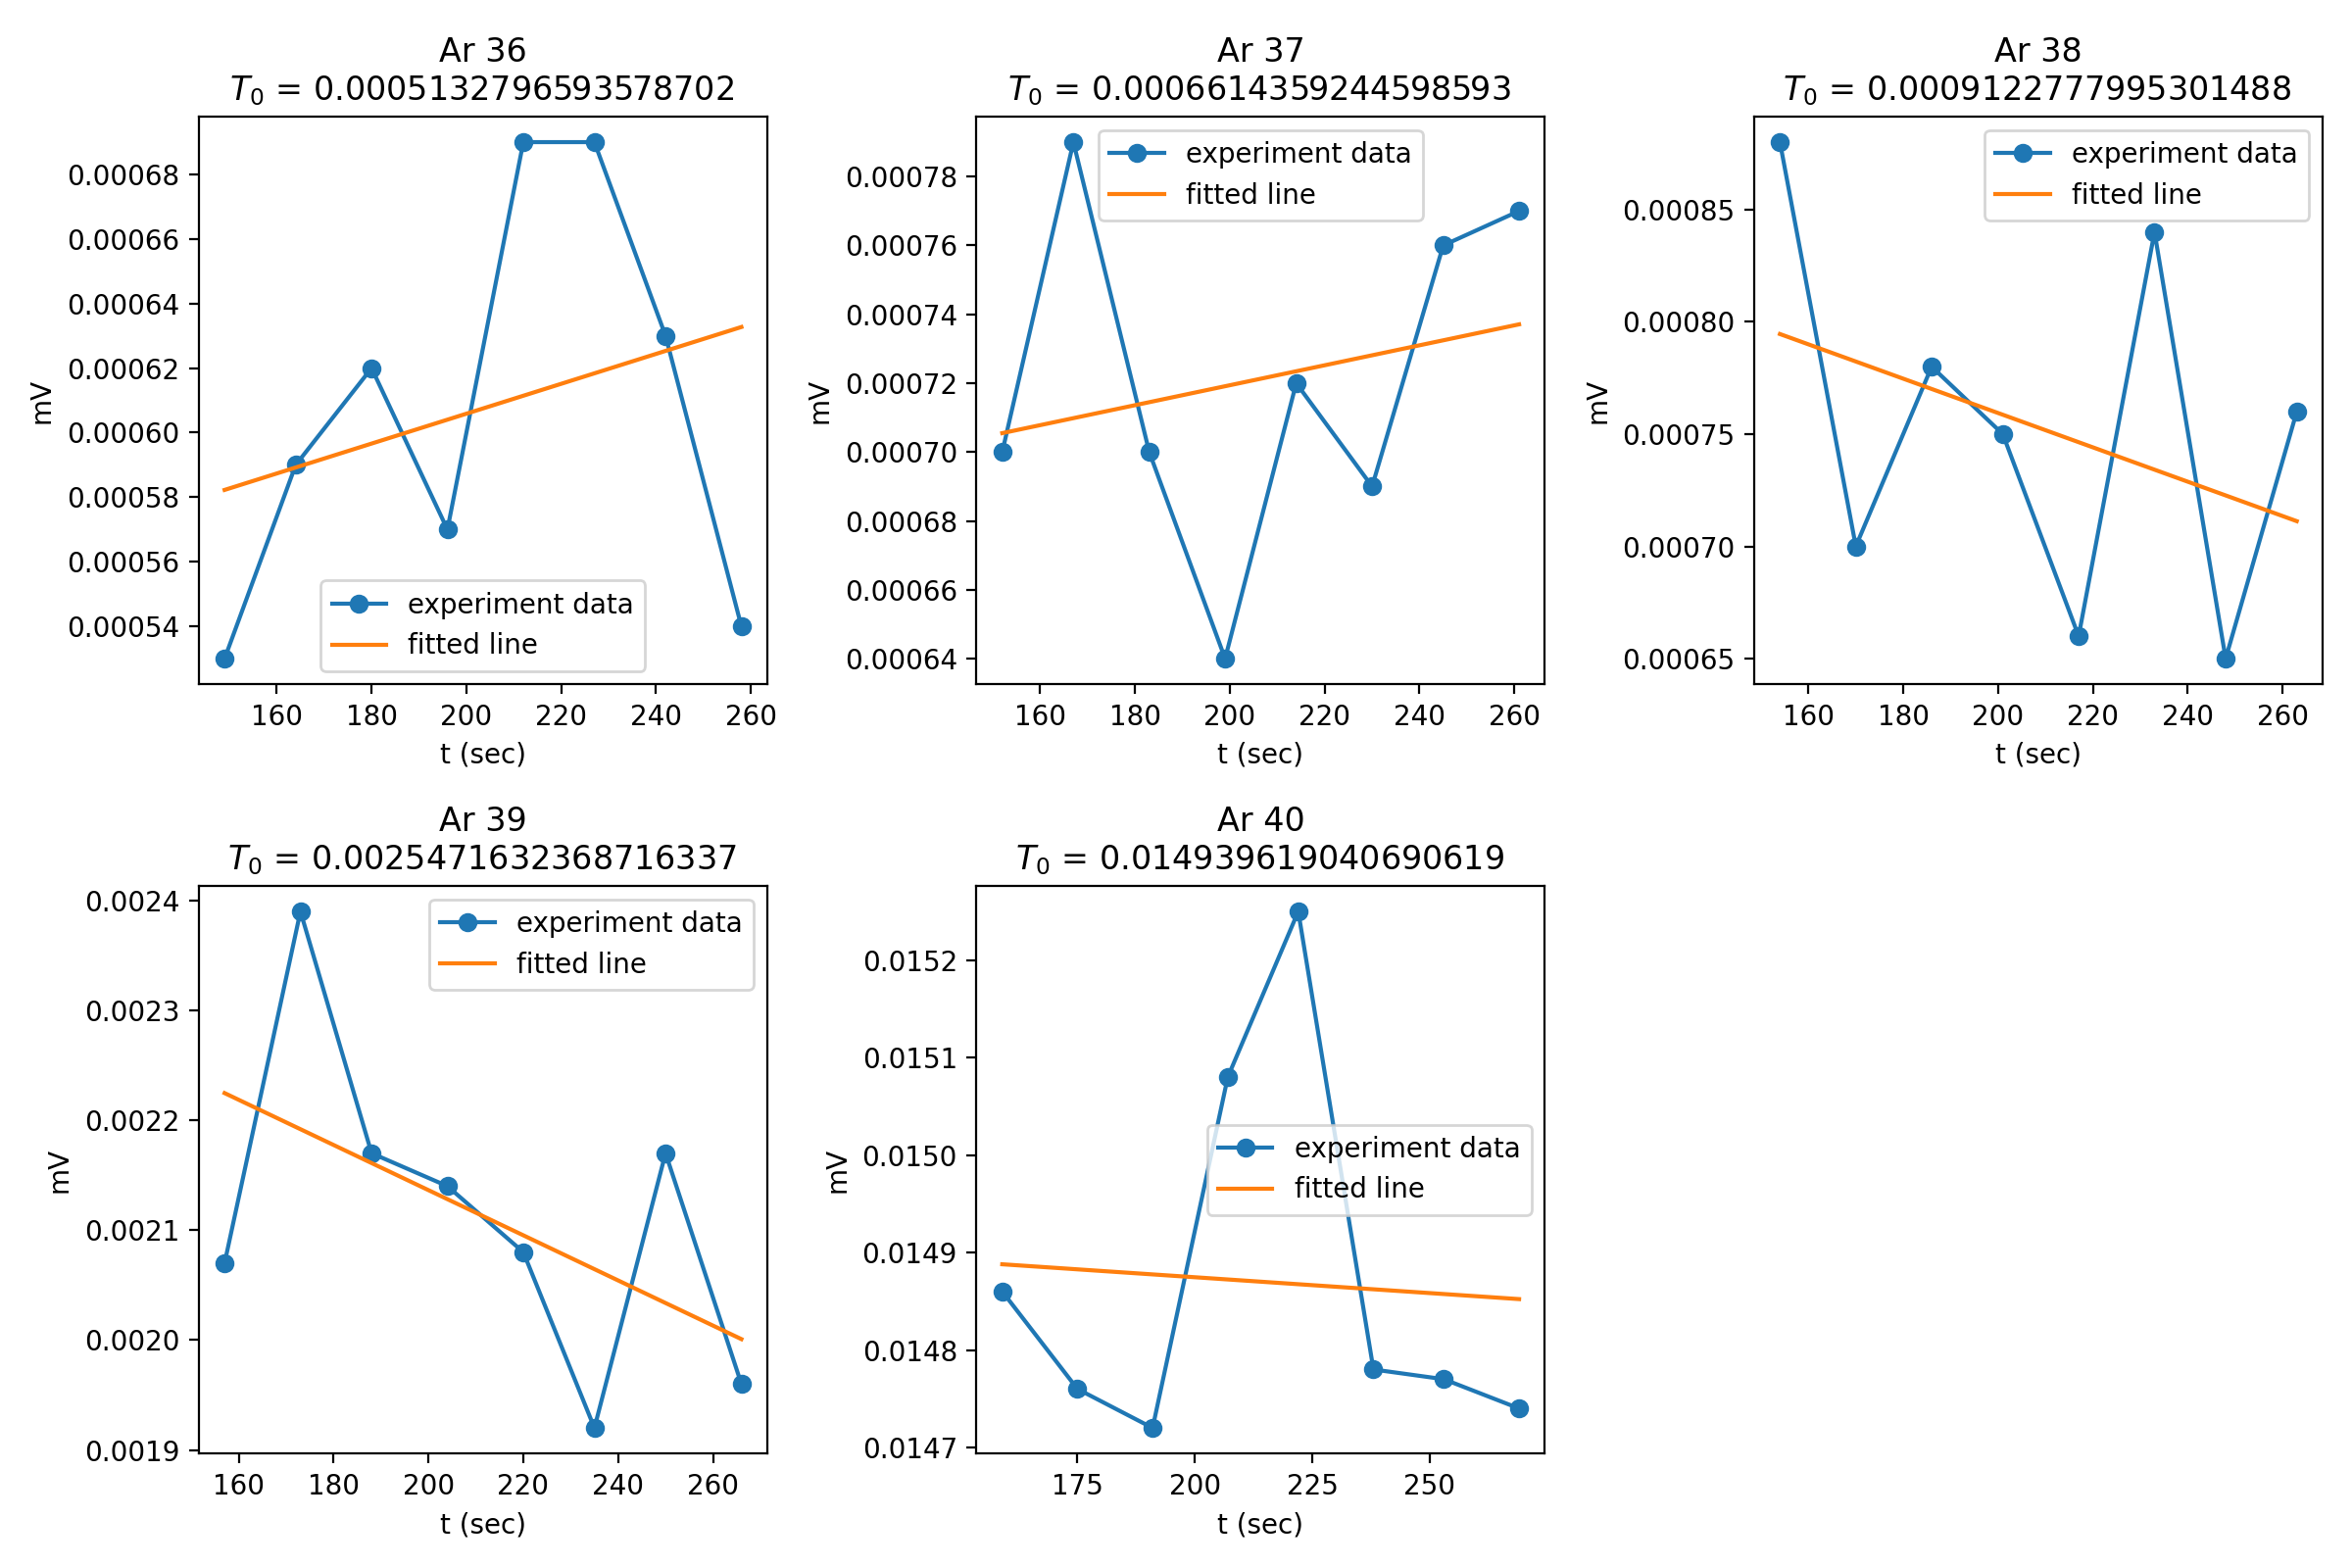 Ar 36
T₀ = 0.0005132796593578702
mV
0.00068
0.00066
0.00064
0.00062
0.00060
0.00058
0.00056
0.00054
experiment data
fitted line
160 180 200 220 240 260
t (sec)
Ar 37
T₀ = 0.0006614359244598593
mV
0.00078
0.00076
0.00074
0.00072
0.00070
0.00068
0.00066
0.00064
experiment data
fitted line
160 180 200 220 240 260
t (sec)
Ar 38
T₀ = 0.0009122777995301488
mV
0.00085
0.00080
0.00075
0.00070
0.00065
experiment data
fitted line
160 180 200 220 240 260
t (sec)
Ar 39
T₀ = 0.0025471632368716337
mV
0.0024
0.0023
0.0022
0.0021
0.0020
0.0019
experiment data
fitted line
160 180 200 220 240 260
t (sec)
Ar 40
T₀ = 0.014939619040690619
mV
0.0152
0.0151
0.0150
0.0149
0.0148
0.0147
experiment data
fitted line
175 200 225 250
t (sec)